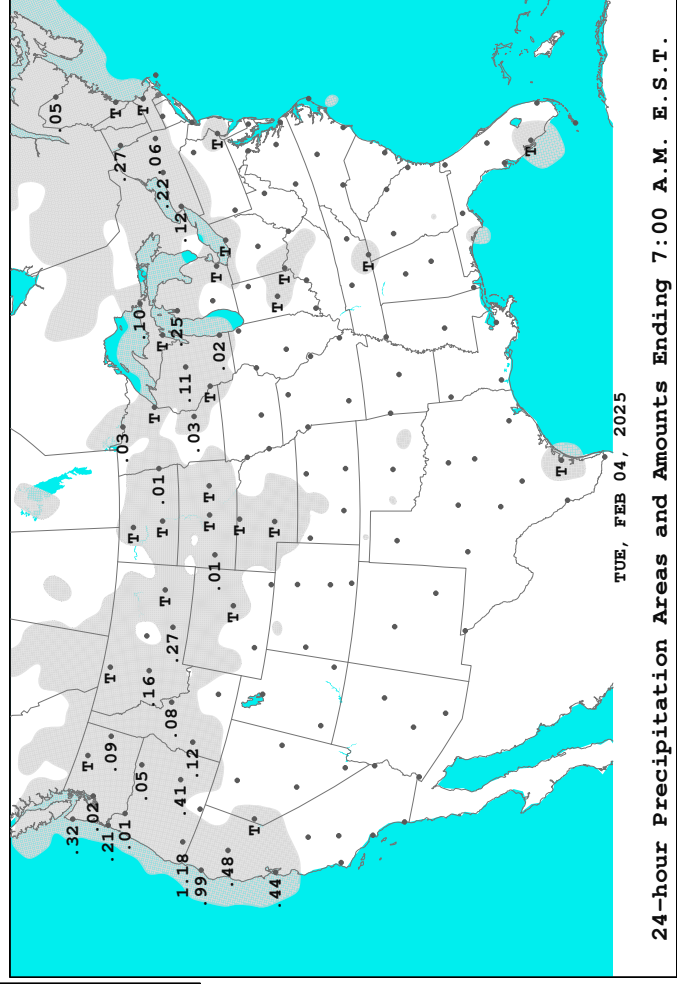 .05
.32
T
.02
.21
.09
T
T
.27
.01
.03
T
.10
.05
T
.16
T
.06
.01
T
T
.22
T
.08
.27
.25
.41
.12
1.18
.11
.12
.03
.99
T
T
T
.01
T
T
.02
T
.48
T
T
T
T
.44
T
T
T
T
T
TUE, FEB 04, 2025
24-hour Precipitation Areas and Amounts Ending 7:00 A.M. E.S.T.